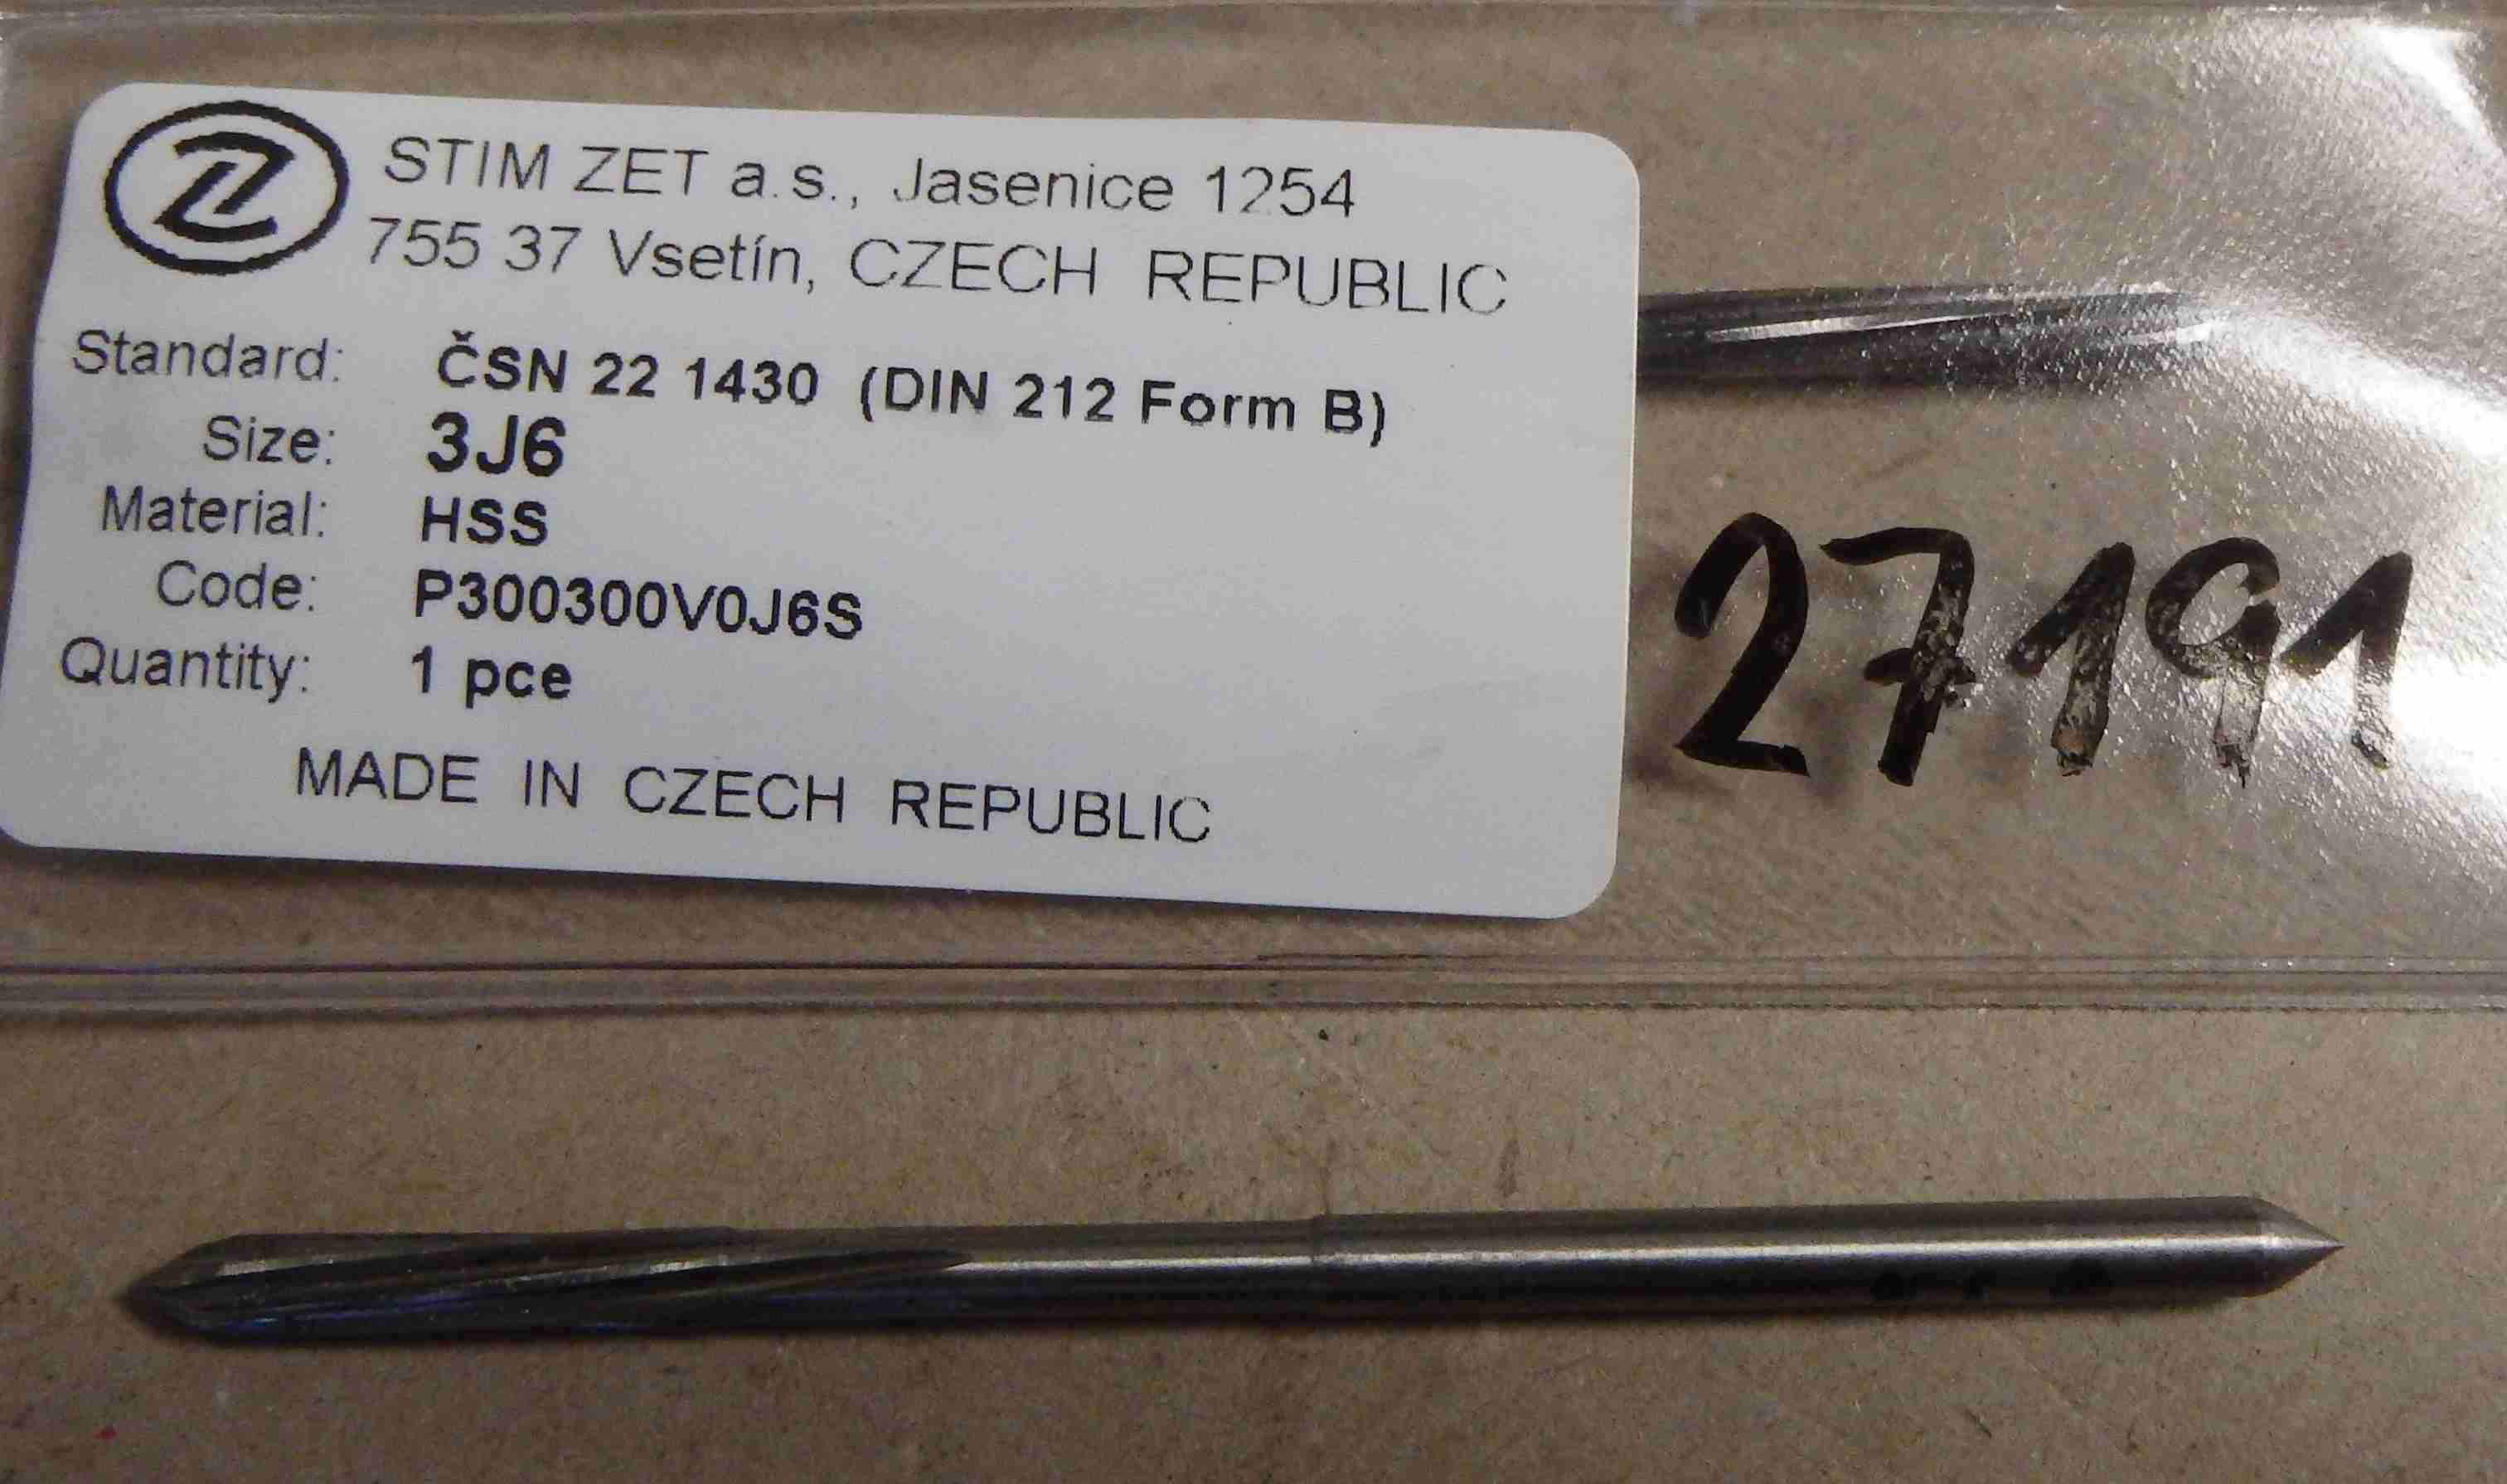 STIM ZET a.s., Jasenice 1254
755 37 Vsetín, CZECH REPUBLIC
Standard: ČSN 22 1430 (DIN 212 Form B)
Size: 3J6
Material: HSS
Code: P300300V0J6S
Quantity: 1 pce
MADE IN CZECH REPUBLIC
27191